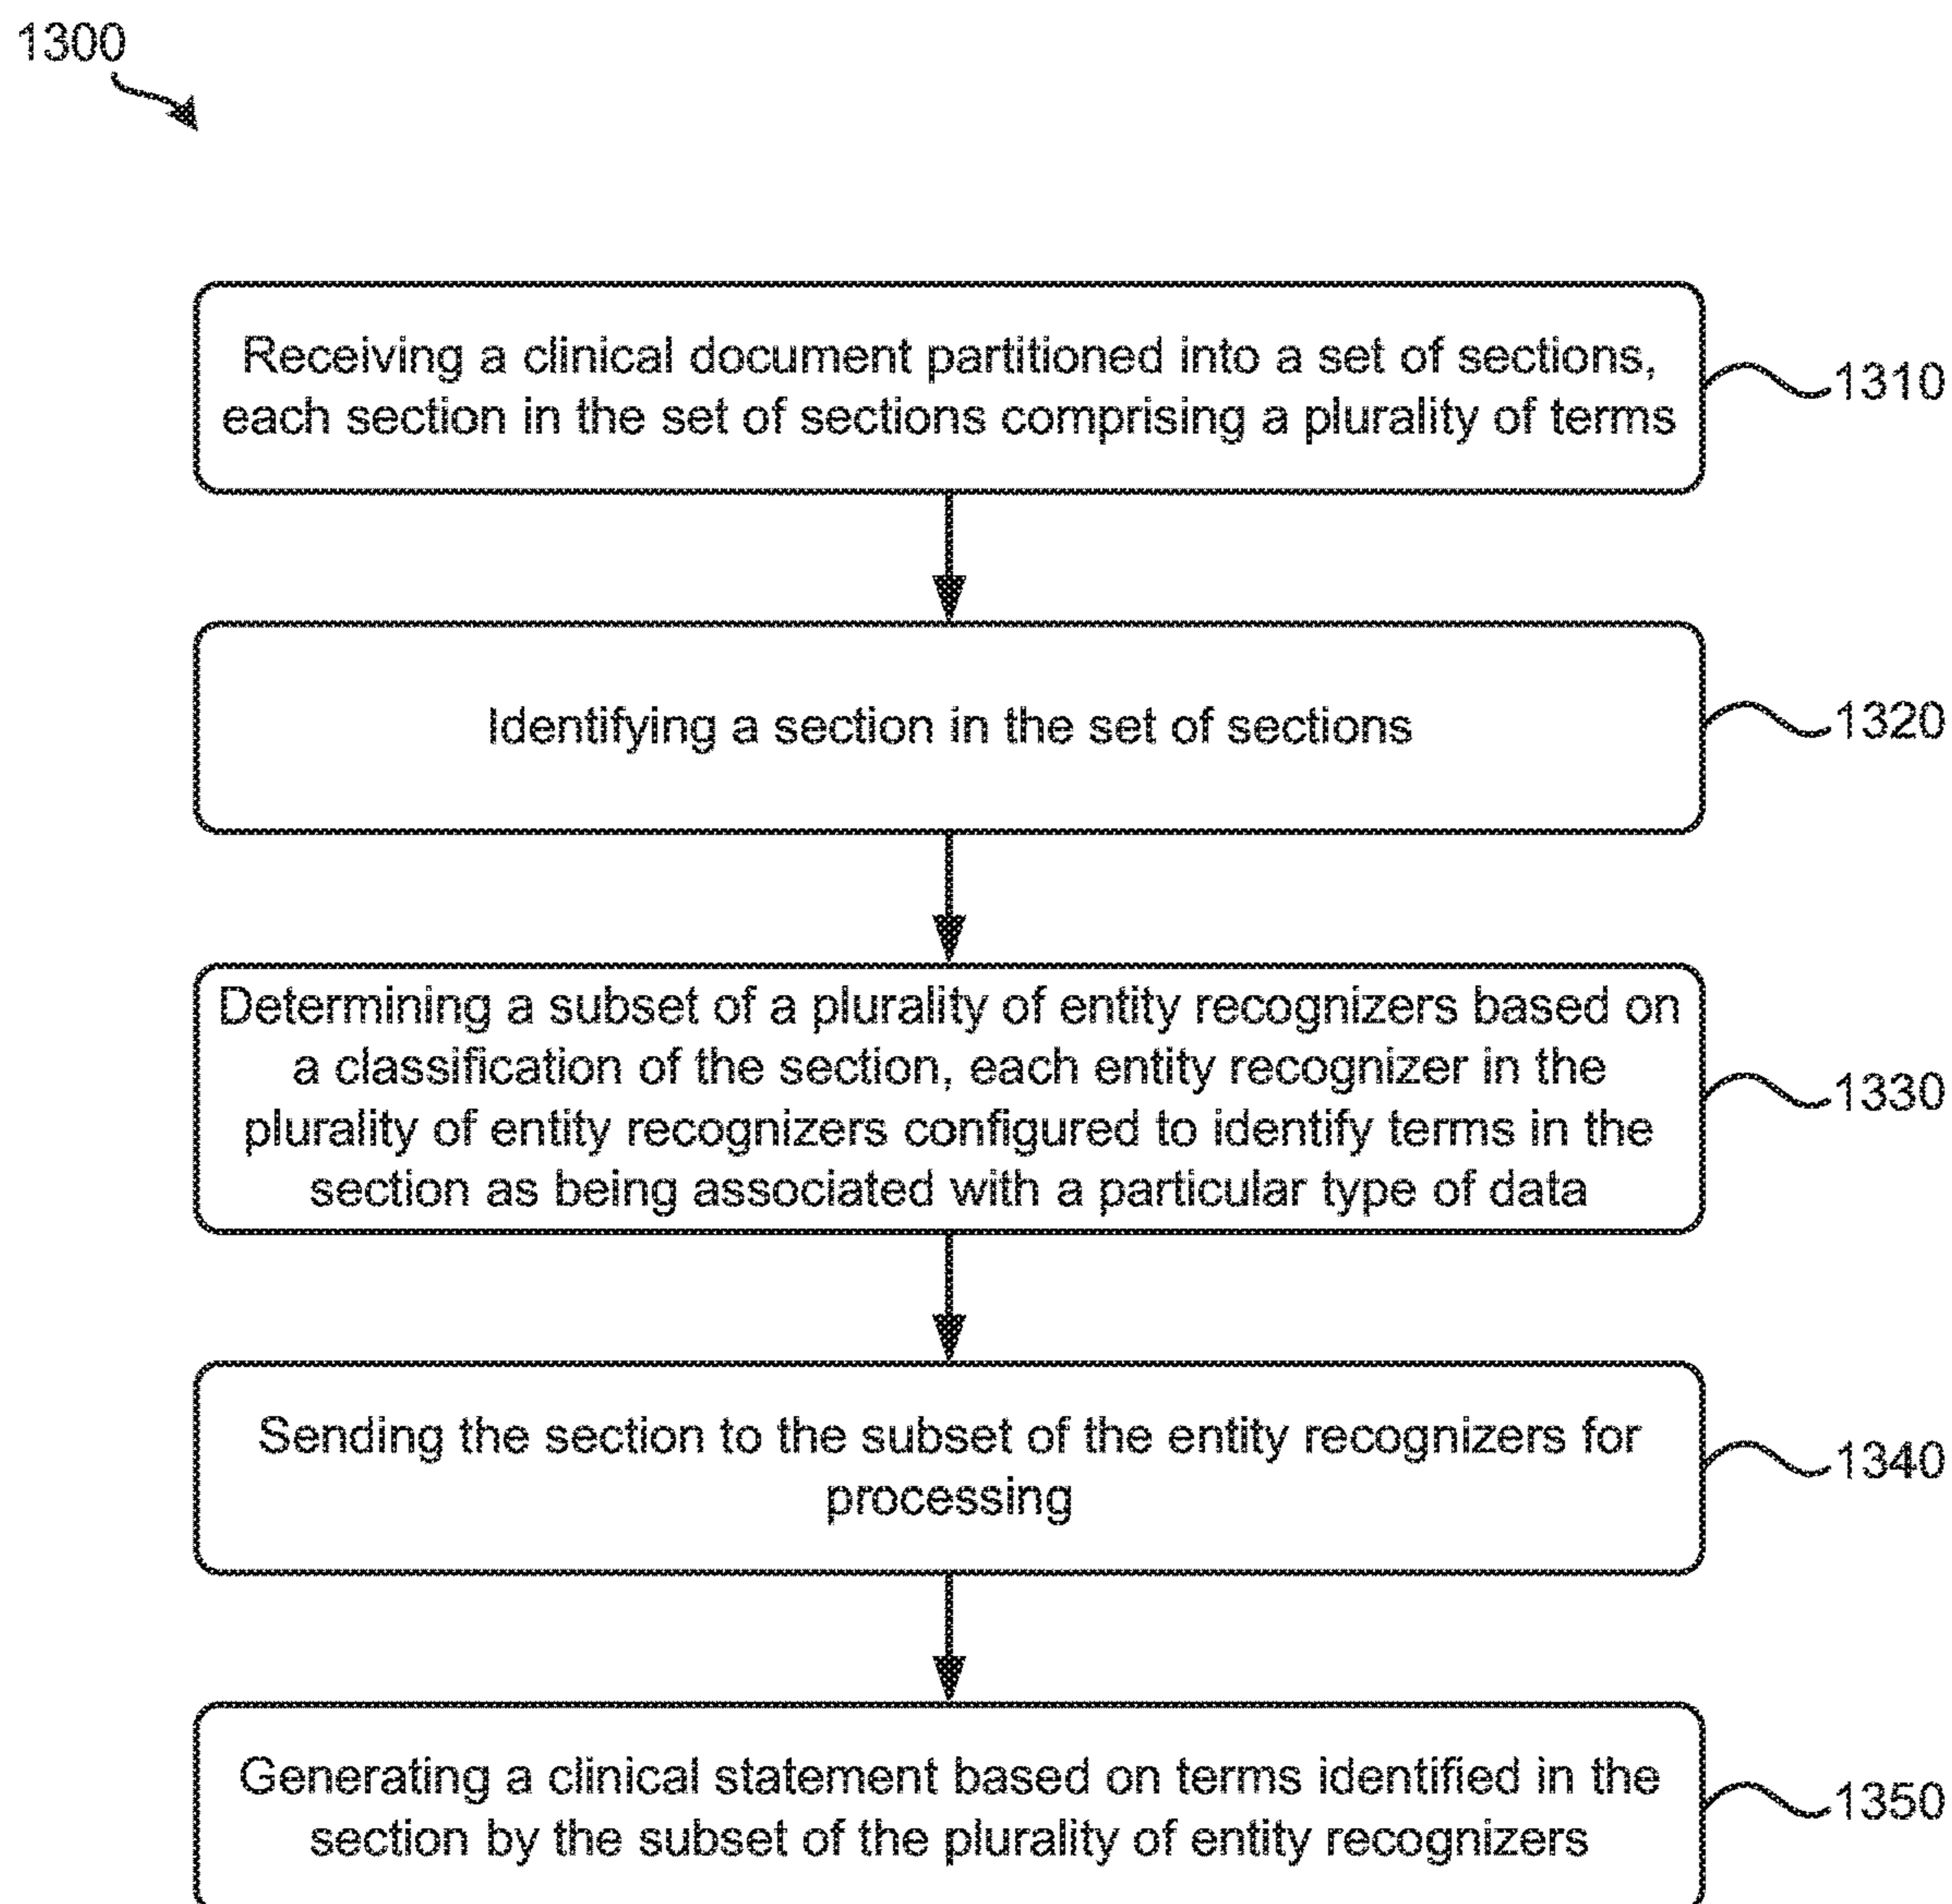 1300
Receiving a clinical document partitioned into a set of sections,
each section in the set of sections comprising a plurality of terms
1310
Identifying a section in the set of sections
1320
Determining a subset of a plurality of entity recognizers based on
a classification of the section, each entity recognizer in the
plurality of entity recognizers configured to identify terms in the
section as being associated with a particular type of data
1330
Sending the section to the subset of the entity recognizers for
processing
1340
Generating a clinical statement based on terms identified in the
section by the subset of the plurality of entity recognizers
1350